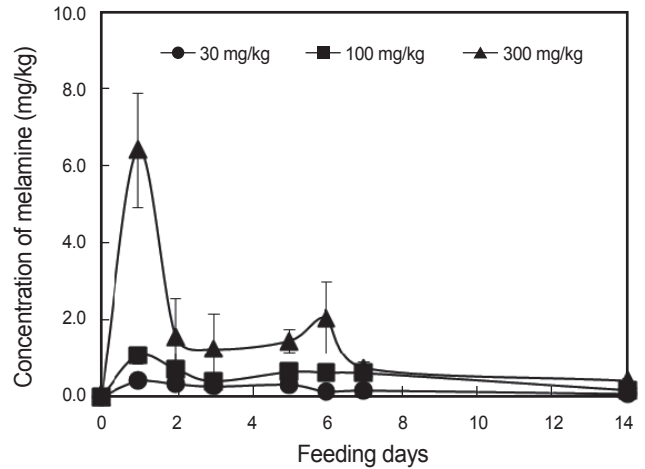 10.0
30 mg/kg 100 mg/kg 300 mg/kg
8.0
6.0
4.0
2.0
0.0
Concentration of melamine (mg/kg)
0 2 4 6 8 10 12 14
Feeding days